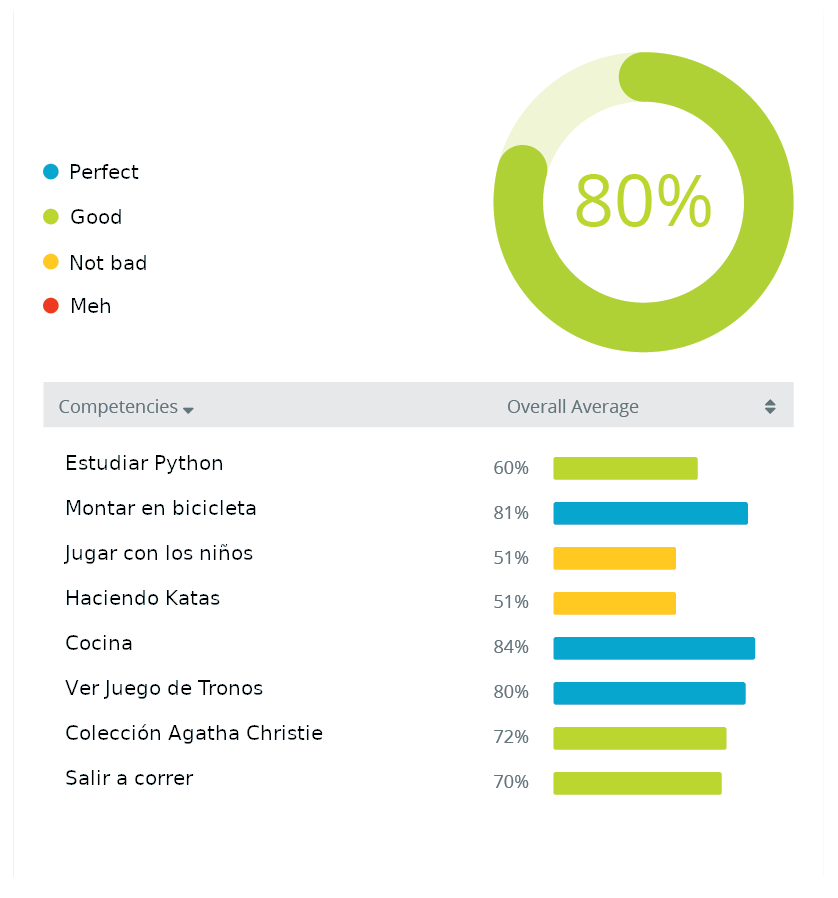 80%
Perfect
Good
Not bad
Meh
Competencies Overall Average
Estudiar Python 60%
Montar en bicicleta 81%
Jugar con los niños 51%
Haciendo Katas 51%
Cocina 84%
Ver Juego de Tronos 80%
Colección Agatha Christie 72%
Salir a correr 70%